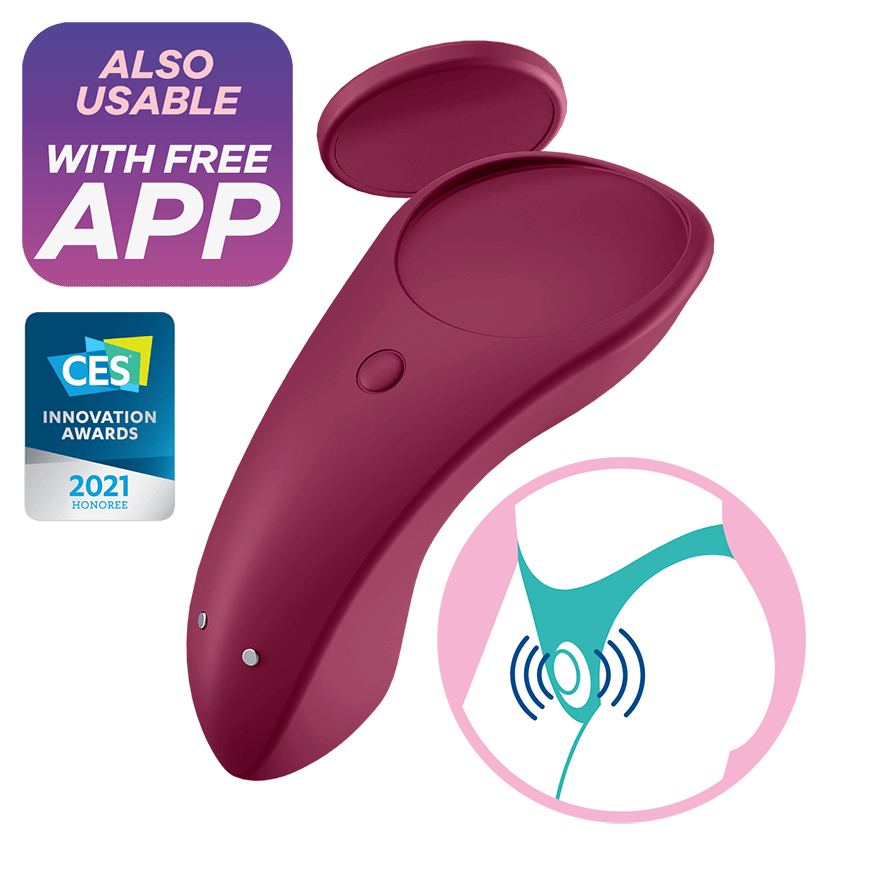 ALSO
USABLE
WITH FREE
APP
CES
INNOVATION
AWARDS
2021
HONOREE